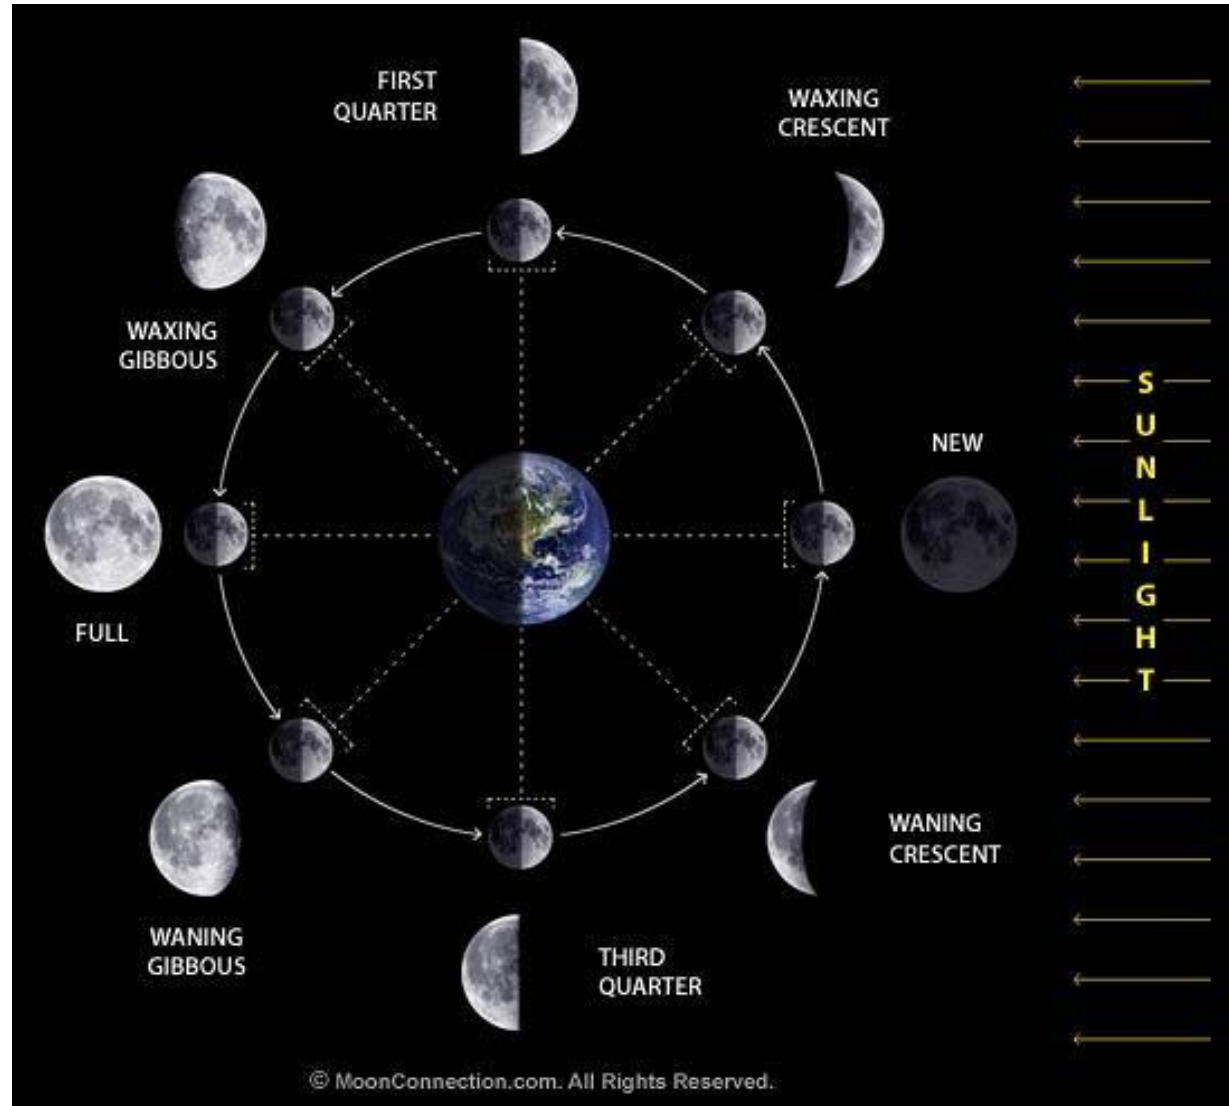 FIRST
QUARTER
WAXING
CRESCENT
WAXING
GIBBOUS
NEW
SUNLIGHT
FULL
WANING
CRESCENT
WANING
GIBBOUS
THIRD
QUARTER
© MoonConnection.com. All Rights Reserved.